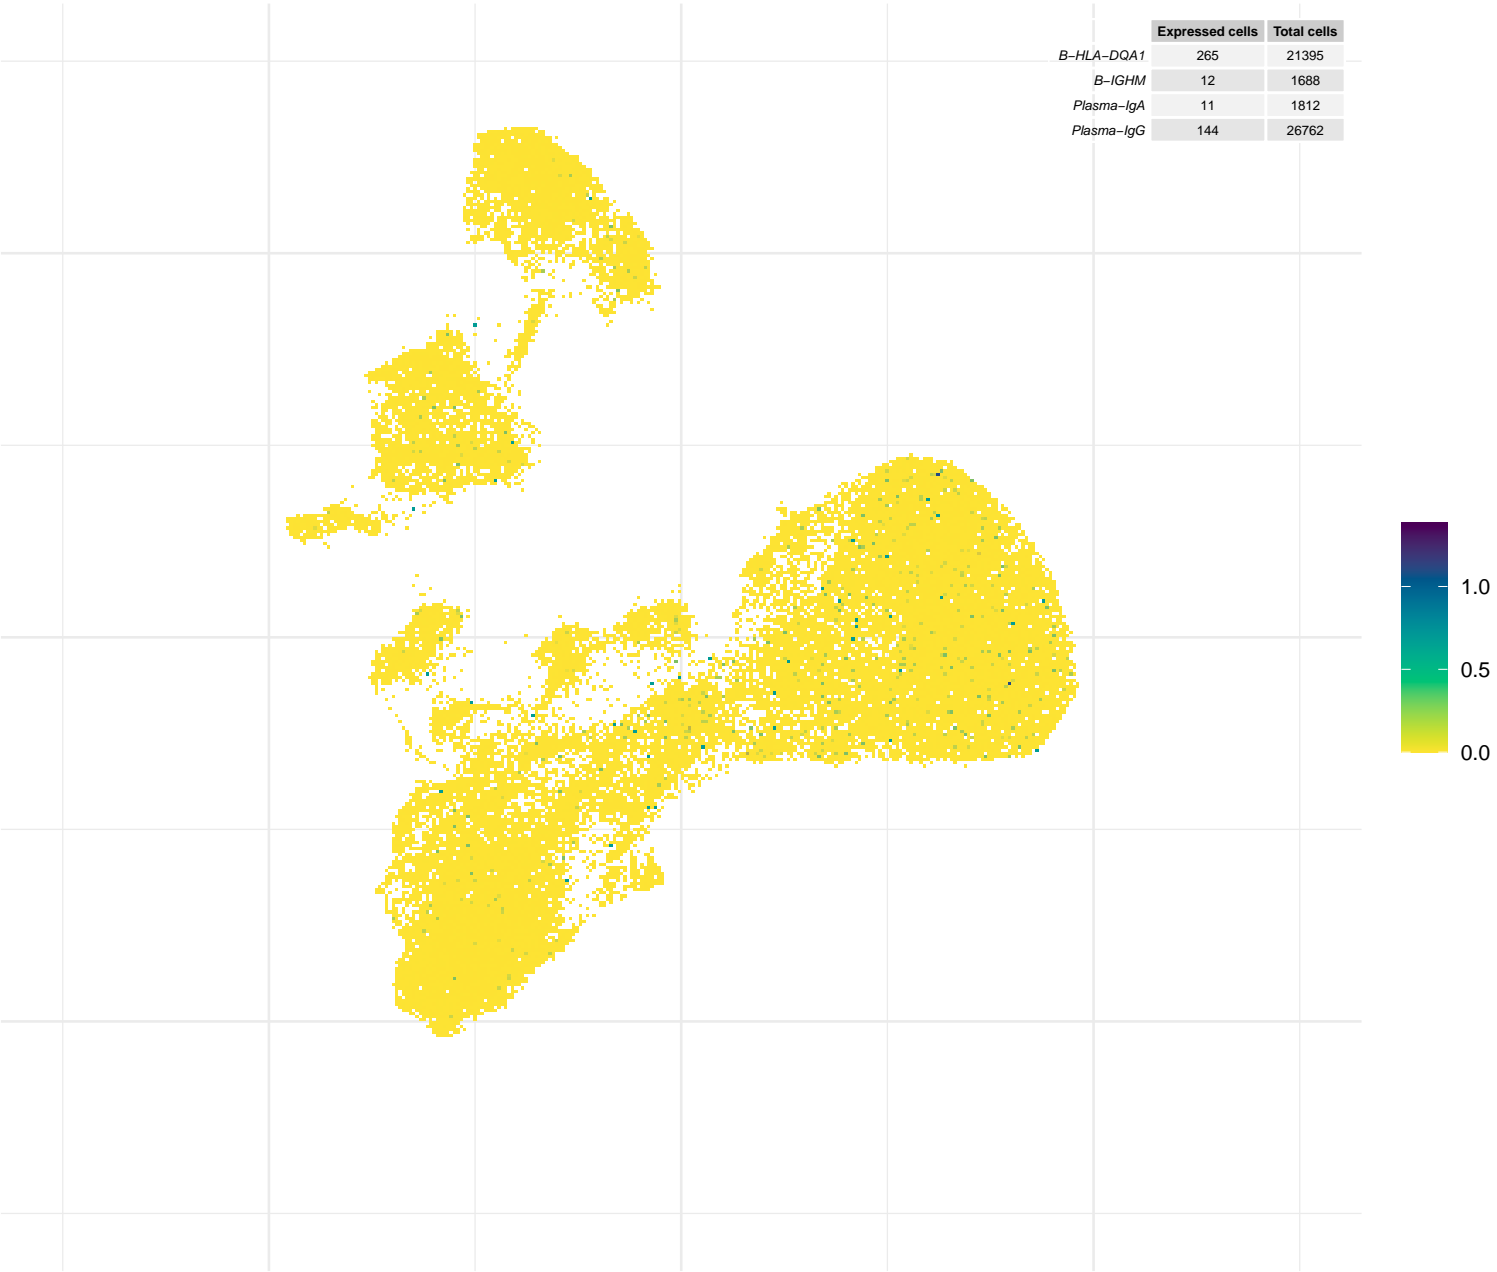 Expressed cells Total cells
B−HLA−DQA1 265 21395
B−IGHM 12 1688
Plasma−IgA 11 1812
Plasma−IgG 144 26762
1.0
0.5
0.0